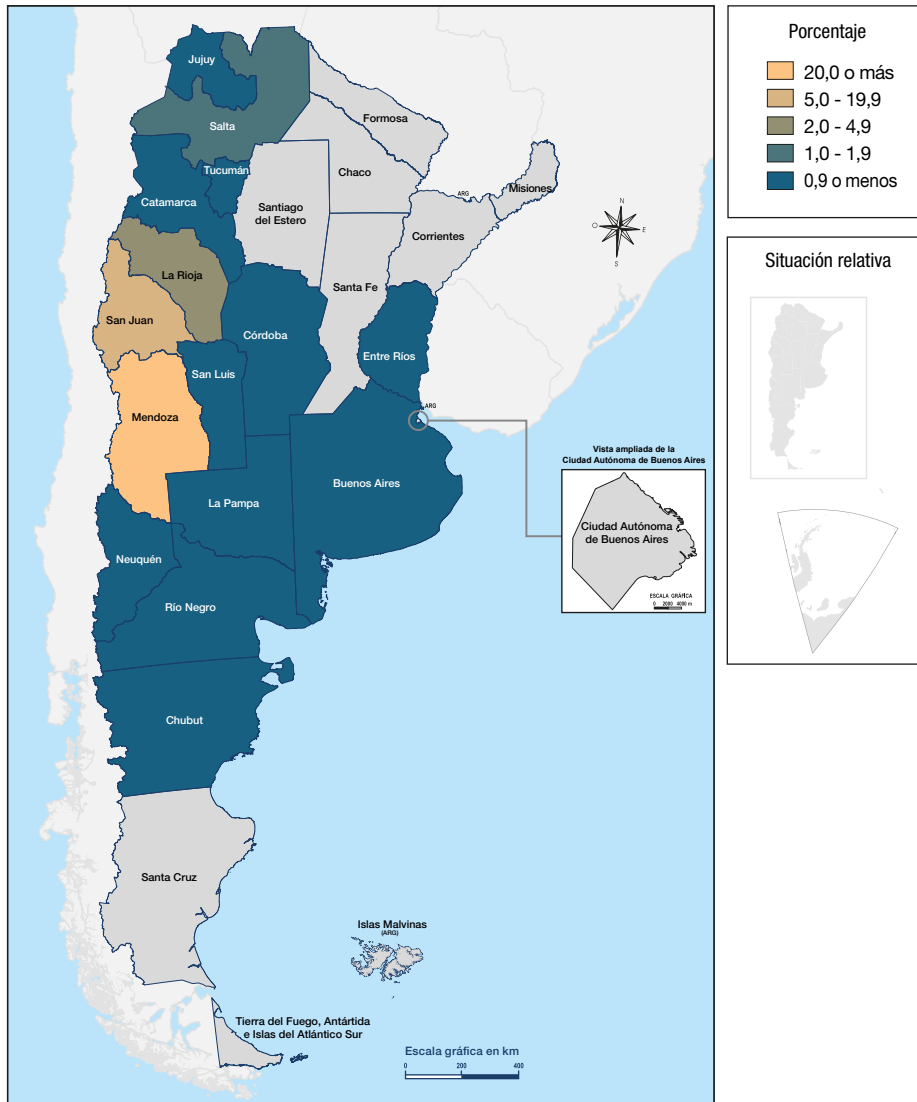 Jujuy
Salta
Formosa
Chaco
Tucumán
Catamarca
Santiago
del Estero
ARG
Misiones
Corrientes
La Rioja
Santa Fe
San Juan
Córdoba
Entre Ríos
San Luis
Mendoza
ARG
Buenos Aires
La Pampa
Neuquén
Río Negro
Chubut
Santa Cruz
Islas Malvinas
(ARG)
Tierra del Fuego, Antártida
e Islas del Atlántico Sur
Escala gráfica en km
0 200 400
N
O E
S
Vista ampliada de la
Ciudad Autónoma de Buenos Aires
Ciudad Autónoma
de Buenos Aires
ESCALA GRÁFICA
0 2000 4000 m
Porcentaje
20,0 o más
5,0 - 19,9
2,0 - 4,9
1,0 - 1,9
0,9 o menos
Situación relativa